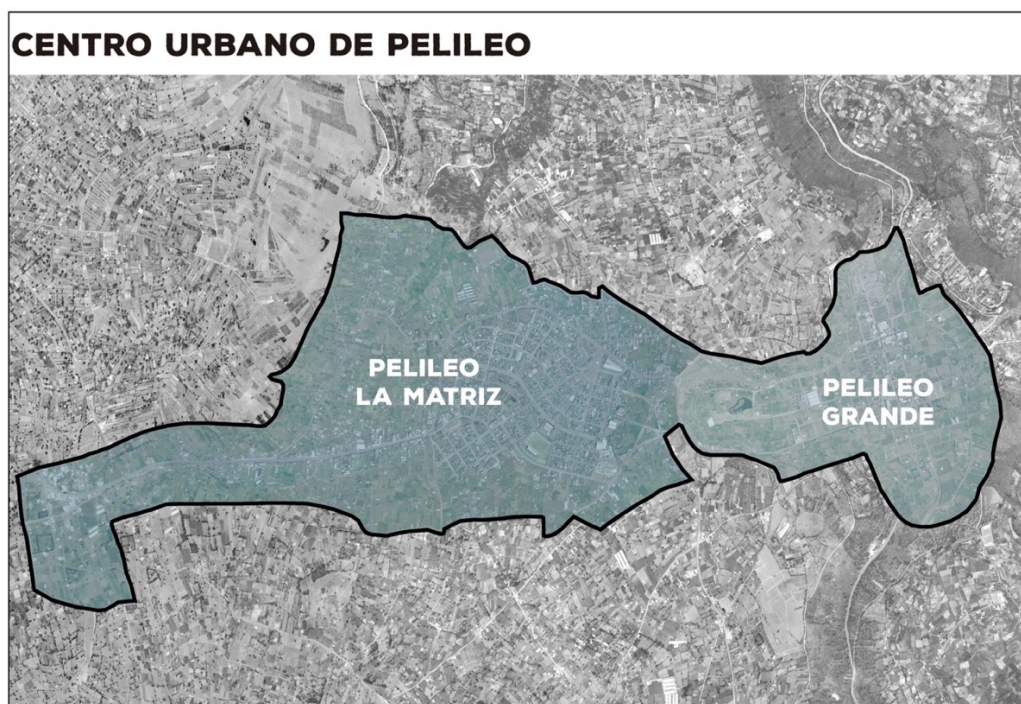 CENTRO URBANO DE PELILEO
PELILEO
LA MATRIZ
PELILEO
GRANDE